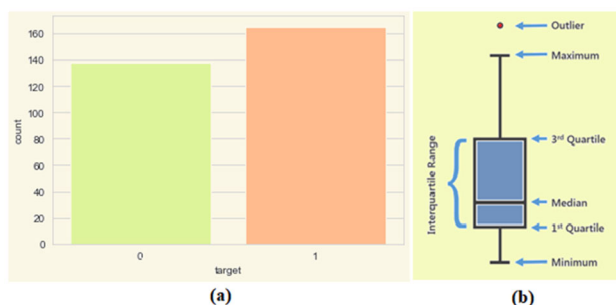 160
140
120
100
80
60
40
20
0
count
0 1
target
(a)
Outlier
Maximum
3rd Quartile
Interquartile Range
Median
1st Quartile
Minimum
(b)